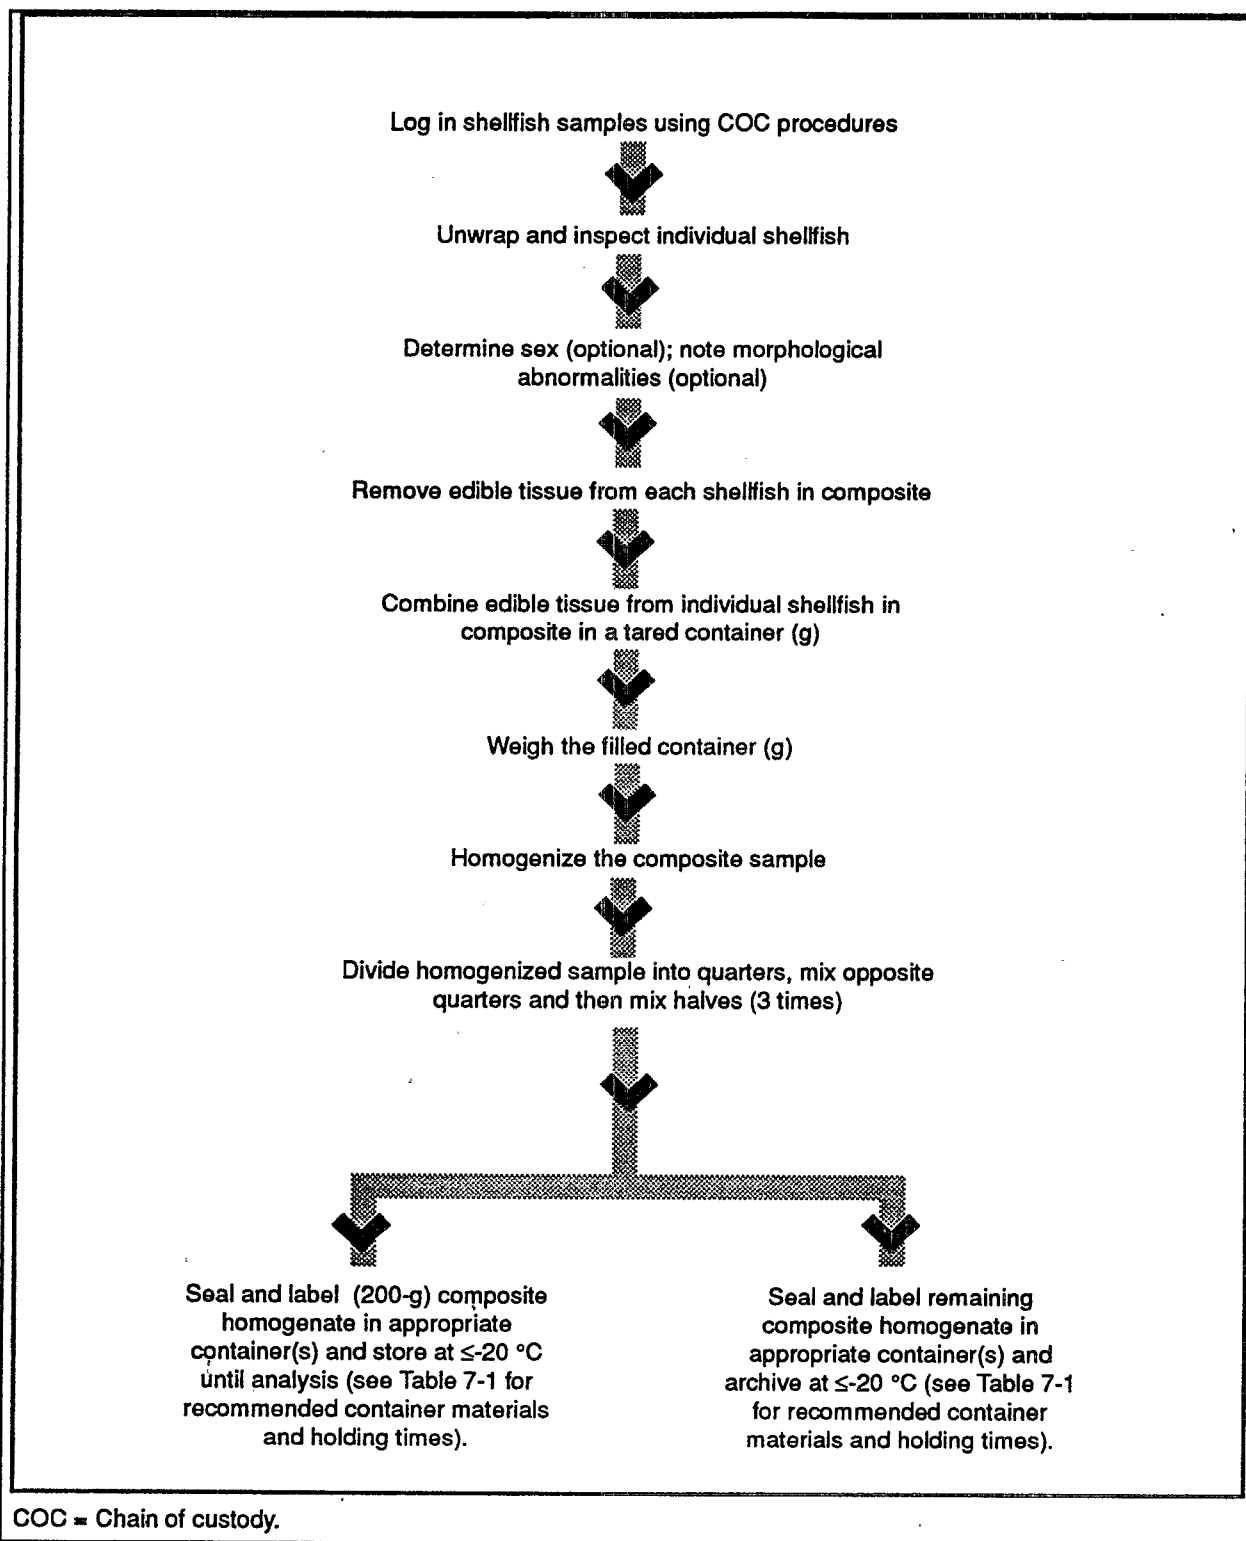 Log in shellfish samples using COC procedures
Unwrap and inspect individual shellfish
Determine sex (optional); note morphological
abnormalities (optional)
Remove edible tissue from each shellfish in composite
Combine edible tissue from individual shellfish in
composite in a tared container (g)
Weigh the filled container (g)
Homogenize the composite sample
Divide homogenized sample into quarters, mix opposite
quarters and then mix halves (3 times)
Seal and label (200-g) composite
homogenate in appropriate
container(s) and store at ≤-20 °C
until analysis (see Table 7-1 for
recommended container materials
and holding times).
Seal and label remaining
composite homogenate in
appropriate container(s) and
archive at ≤-20 °C (see Table 7-1
for recommended container
materials and holding times).
COC = Chain of custody.